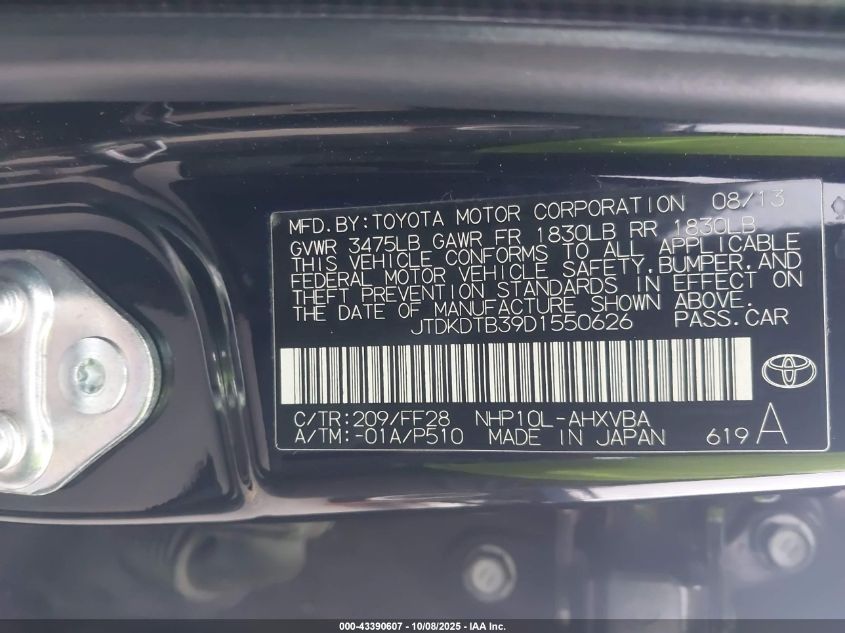 MFD.BY:TOYOTA MOTOR CORPORATION 08/13
GVWR 3475LB GAWR FR 1830LB RR 1830LB
THIS VEHICLE CONFORMS TO ALL APPLICABLE
FEDERAL MOTOR VEHICLE SAFETY,BUMPER,AND
THEFT PREVENTION STANDARDS IN EFFECT ON
THE DATE OF MANUFACTURE SHOWN ABOVE.
JTDKDTB39D1550626 PASS.CAR
C/TR:209/FF28 NHP10L-AHXVBA
A/TM:-01A/P510 MADE IN JAPAN 619 A
000-43390607 - 10/08/2025 - IAA Inc.